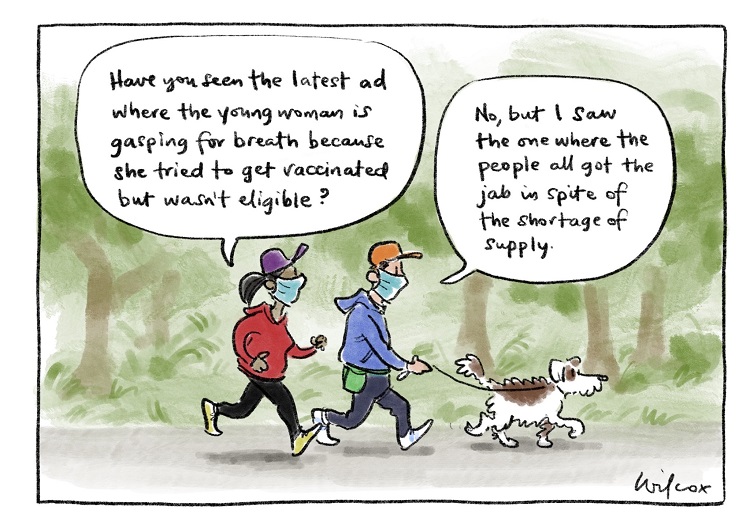 Have you seen the latest ad
where the young woman is
gasping for breath because
she tried to get vaccinated
but wasn't eligible?
No, but I saw
the one where the
people all got the
jab in spite of
the shortage of
supply.
Wilcox